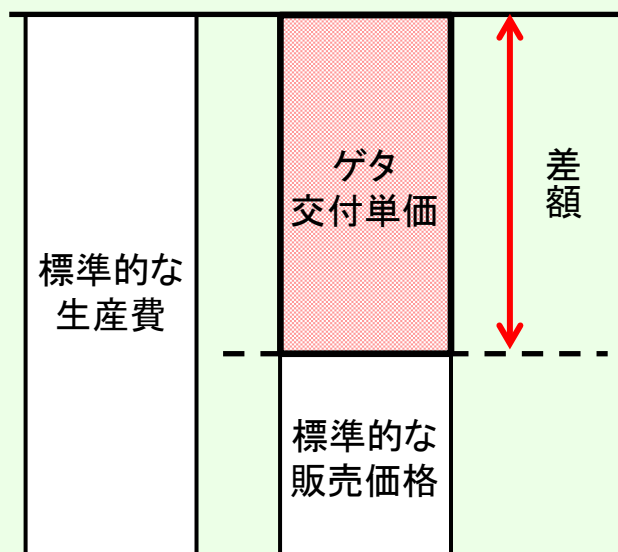 標準的な
生産費
ゲタ
交付単価
標準的な
販売価格
差額